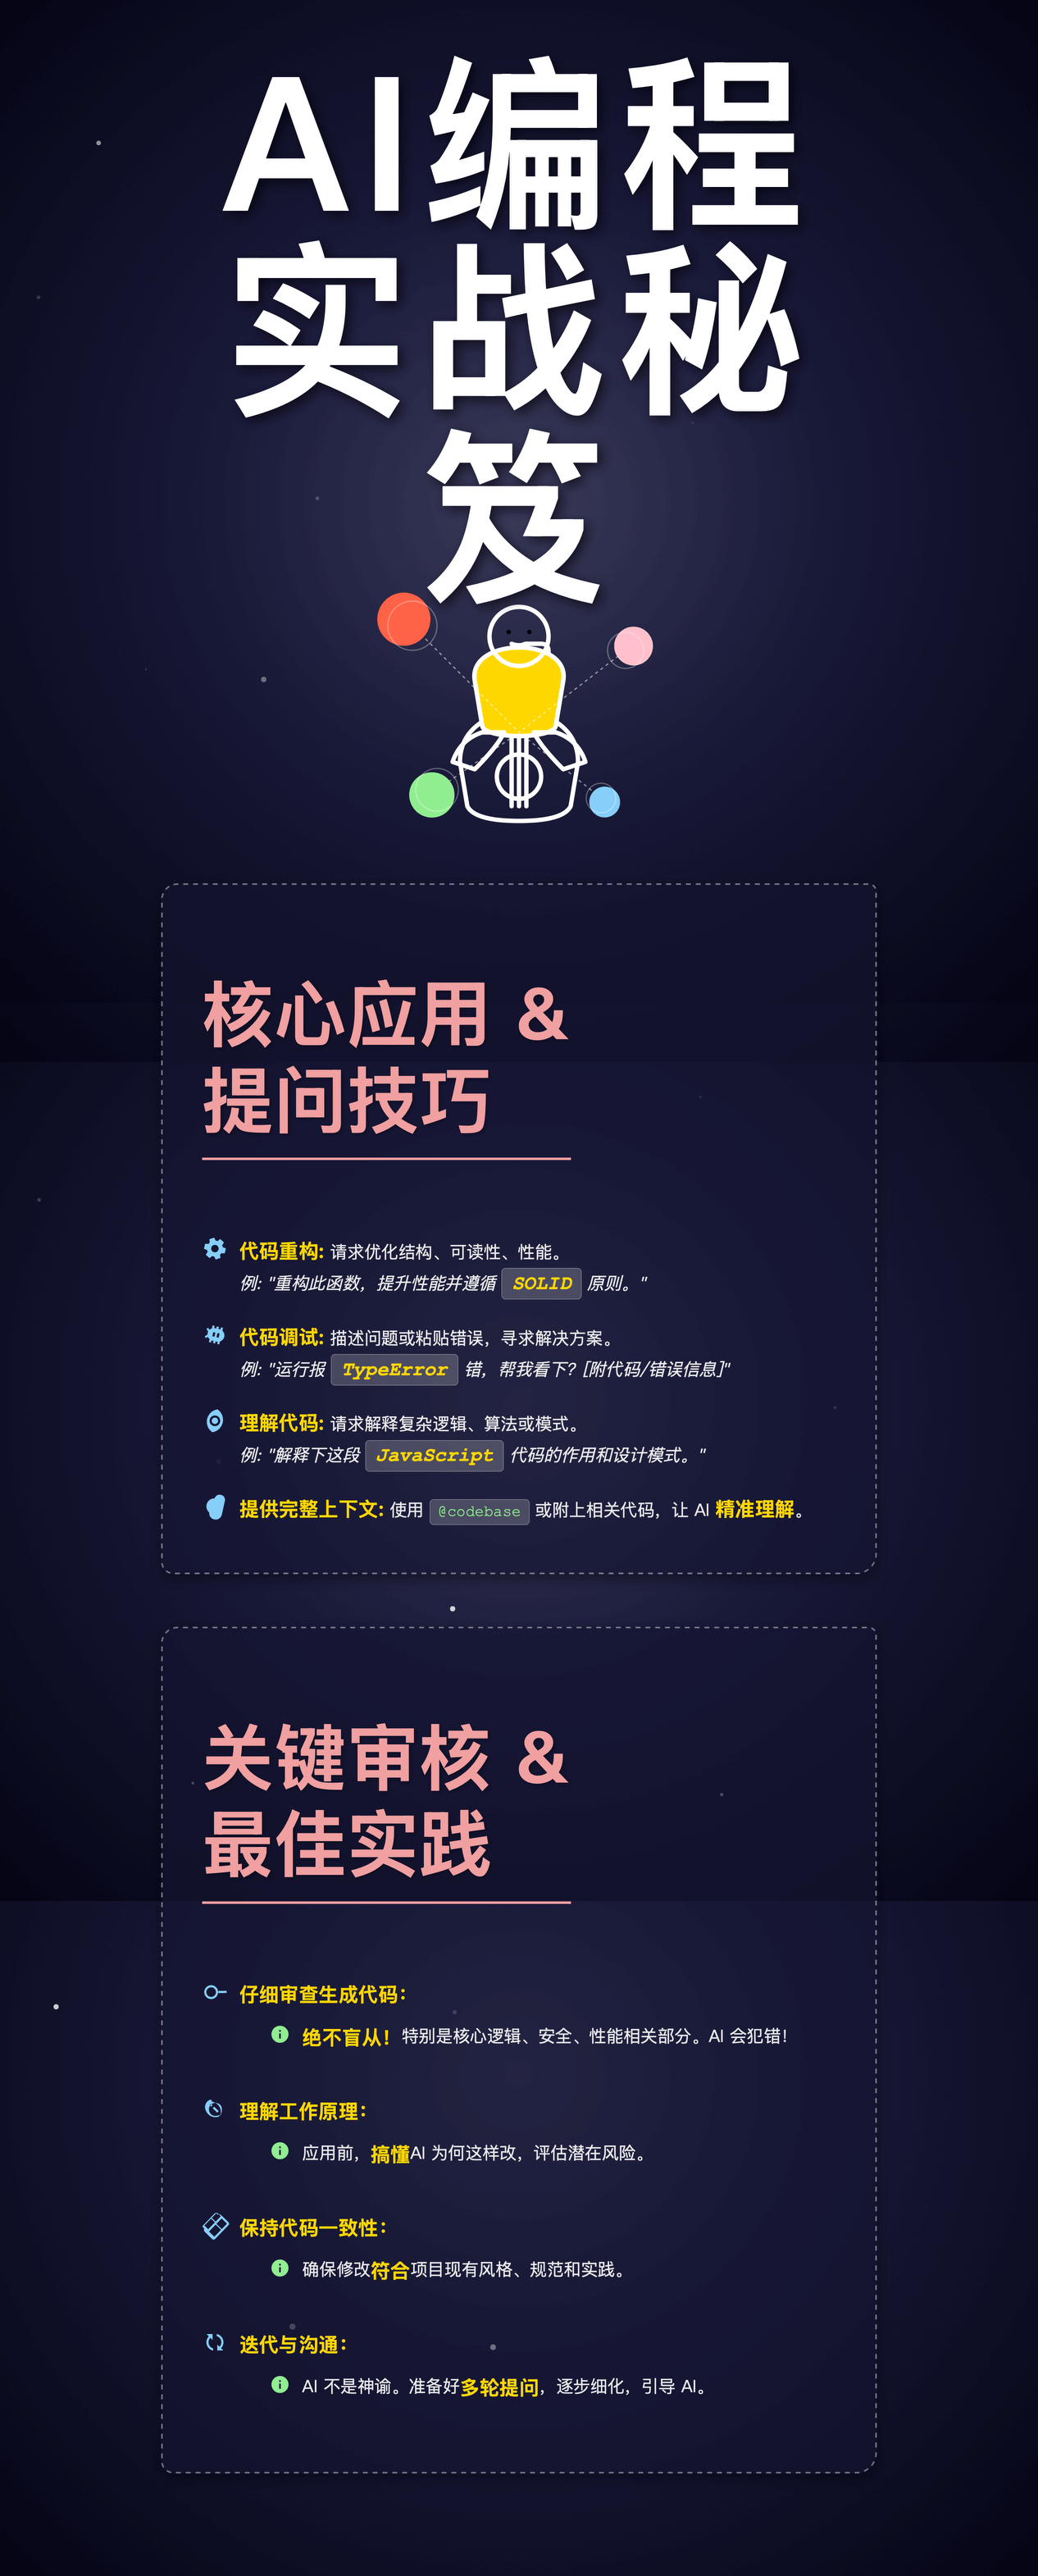 AI编程
实战秘
笈
核心应用 &
提问技巧
代码重构: 请求优化结构、可读性、性能。
例: "重构此函数，提升性能并遵循 SOLID 原则。"
代码调试: 描述问题或粘贴错误，寻求解决方案。
例: "运行报 TypeError 错，帮我看下? [附代码/错误信息]"
理解代码: 请求解释复杂逻辑、算法或模式。
例: "解释下这段 JavaScript 代码的作用和设计模式。"
提供完整上下文: 使用 @codebase 或附上相关代码，让 AI 精准理解。
关键审核 &
最佳实践
仔细审查生成代码：
绝不盲从！特别是核心逻辑、安全、性能相关部分。AI 会犯错！
理解工作原理：
应用前，搞懂AI 为何这样改，评估潜在风险。
保持代码一致性：
确保修改符合项目现有风格、规范和实践。
迭代与沟通：
AI 不是神谕。准备好多轮提问，逐步细化，引导 AI。